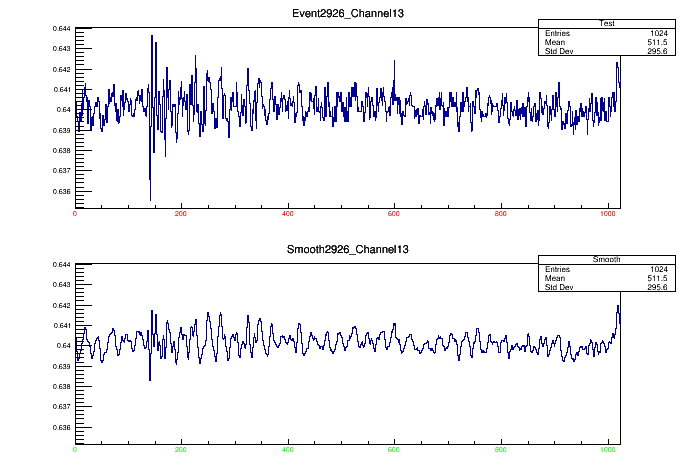 Event2926_Channel13
Test
Entries 1024
Mean 511.5
Std Dev 295.6
0.644
0.643
0.642
0.641
0.64
0.639
0.638
0.637
0.636
0 200 400 600 800 1000
Smooth2926_Channel13
Smooth
Entries 1024
Mean 511.5
Std Dev 295.6
0.644
0.643
0.642
0.641
0.64
0.639
0.638
0.637
0.636
0 200 400 600 800 1000